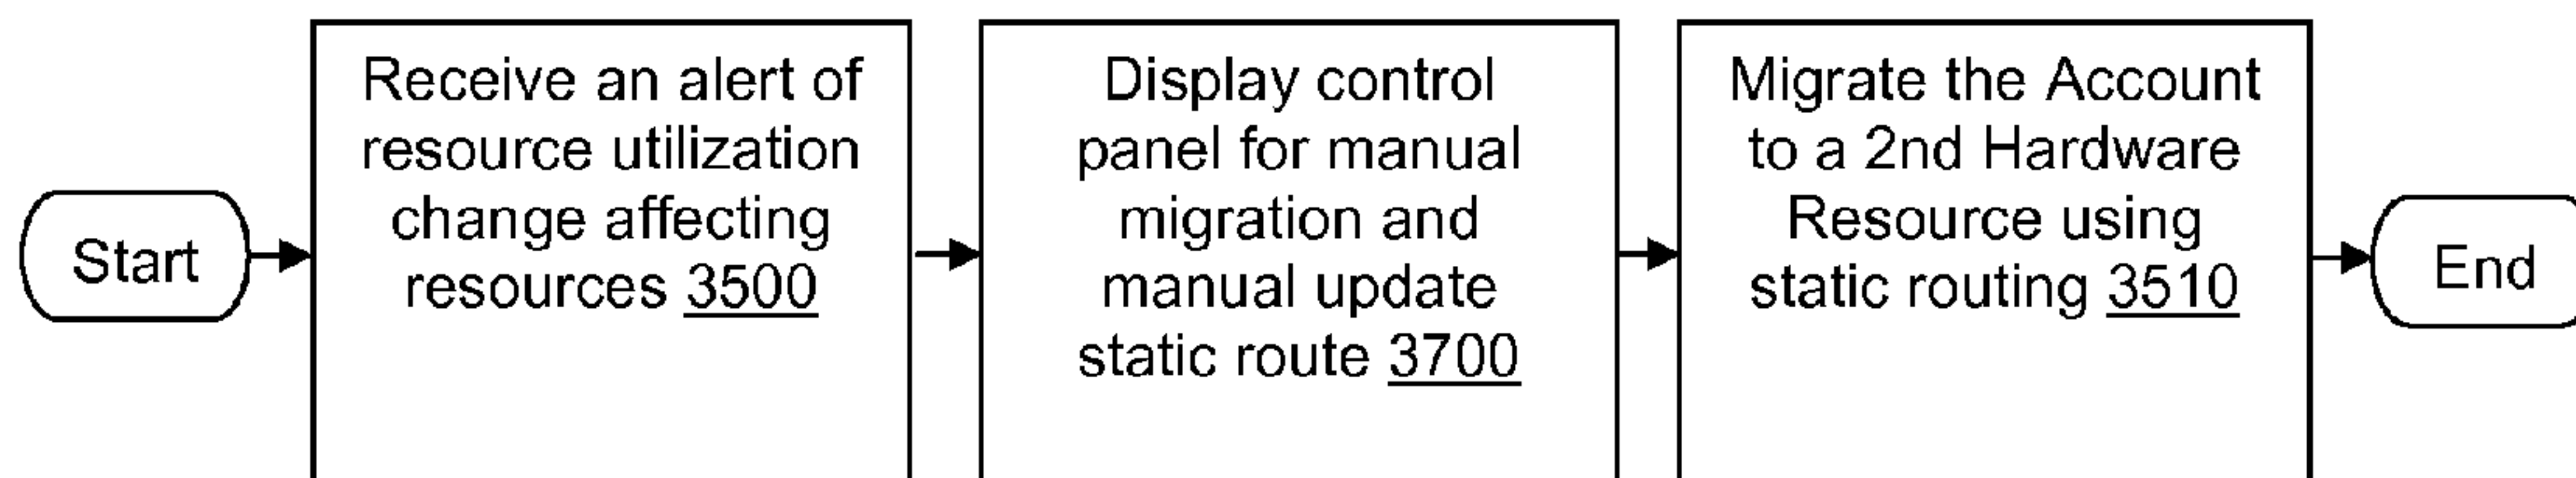 Start
Receive an alert of
resource utilization
change affecting
resources 3500
Display control
panel for manual
migration and
manual update
static route 3700
Migrate the Account
to a 2nd Hardware
Resource using
static routing 3510
End